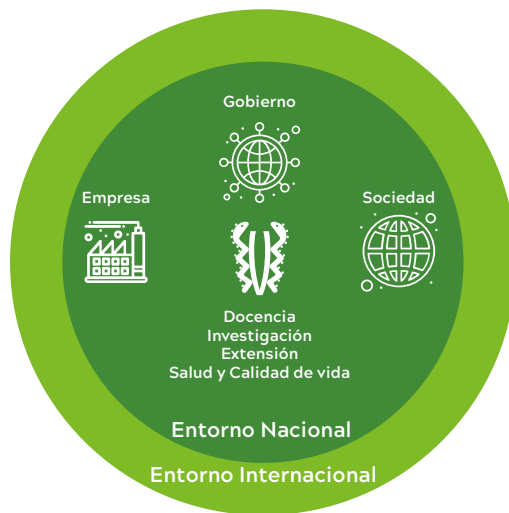 Gobierno
Empresa
Sociedad
Docencia
Investigación
Extensión
Salud y Calidad de vida
Entorno Nacional
Entorno Internacional